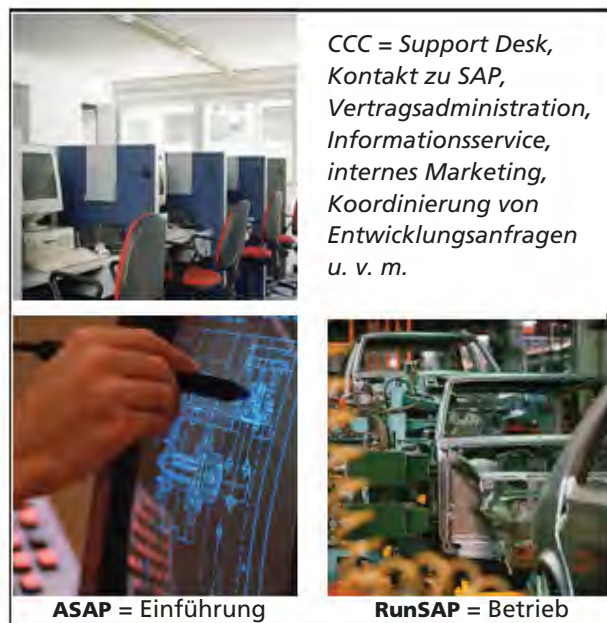 CCC = Support Desk,
Kontakt zu SAP,
Vertragsadministration,
Informationsservice,
internes Marketing,
Koordinierung von
Entwicklungsanfragen
u. v. m.
ASAP = Einführung
RunSAP = Betrieb